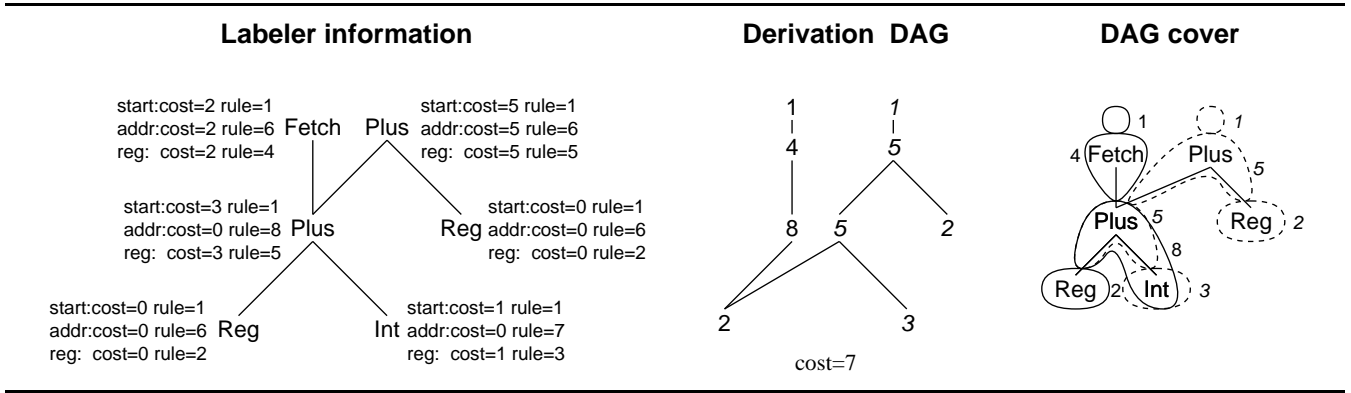 Labeler information
start:cost=2 rule=1
addr:cost=2 rule=6
reg: cost=2 rule=4
Fetch
Plus
start:cost=5 rule=1
addr:cost=5 rule=6
reg: cost=5 rule=5
start:cost=3 rule=1
addr:cost=0 rule=8
reg: cost=3 rule=5
Plus
Reg
start:cost=0 rule=1
addr:cost=0 rule=6
reg: cost=0 rule=2
start:cost=0 rule=1
addr:cost=0 rule=6
reg: cost=0 rule=2
Reg
Int
start:cost=1 rule=1
addr:cost=0 rule=7
reg: cost=1 rule=3
Derivation DAG
1 1
4 5
8 5 2
2 3
cost=7
DAG cover
1 1
4 Fetch Plus
5
Plus 5 Reg 2
8
Reg 2 Int 3